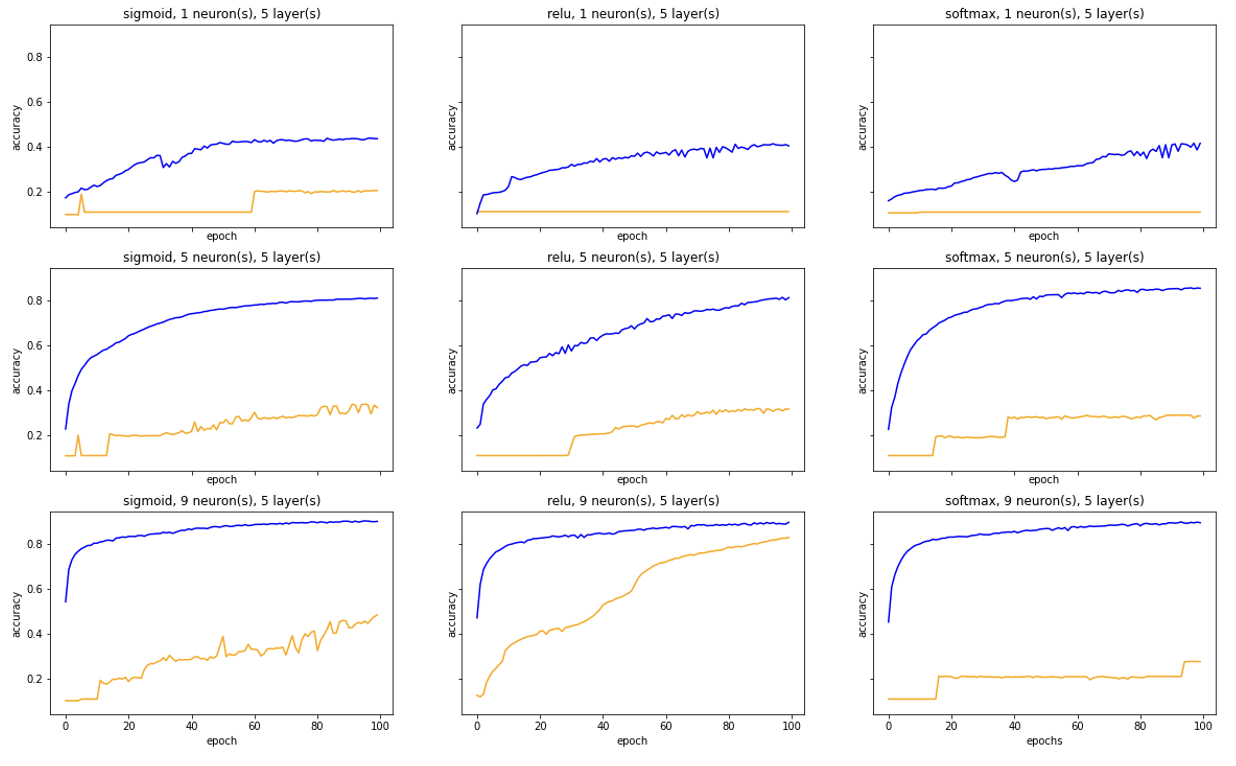 sigmoid, 1 neuron(s), 5 layer(s)
relu, 1 neuron(s), 5 layer(s)
softmax, 1 neuron(s), 5 layer(s)
0.8
0.6
0.4
0.2
accuracy
accuracy
accuracy
epoch
epoch
epoch
sigmoid, 5 neuron(s), 5 layer(s)
relu, 5 neuron(s), 5 layer(s)
softmax, 5 neuron(s), 5 layer(s)
0.8
0.6
0.4
0.2
accuracy
accuracy
accuracy
epoch
epoch
epoch
sigmoid, 9 neuron(s), 5 layer(s)
relu, 9 neuron(s), 5 layer(s)
softmax, 9 neuron(s), 5 layer(s)
0.8
0.6
0.4
0.2
accuracy
accuracy
accuracy
0 20 40 60 80 100
0 20 40 60 80 100
0 20 40 60 80 100
epoch
epoch
epochs